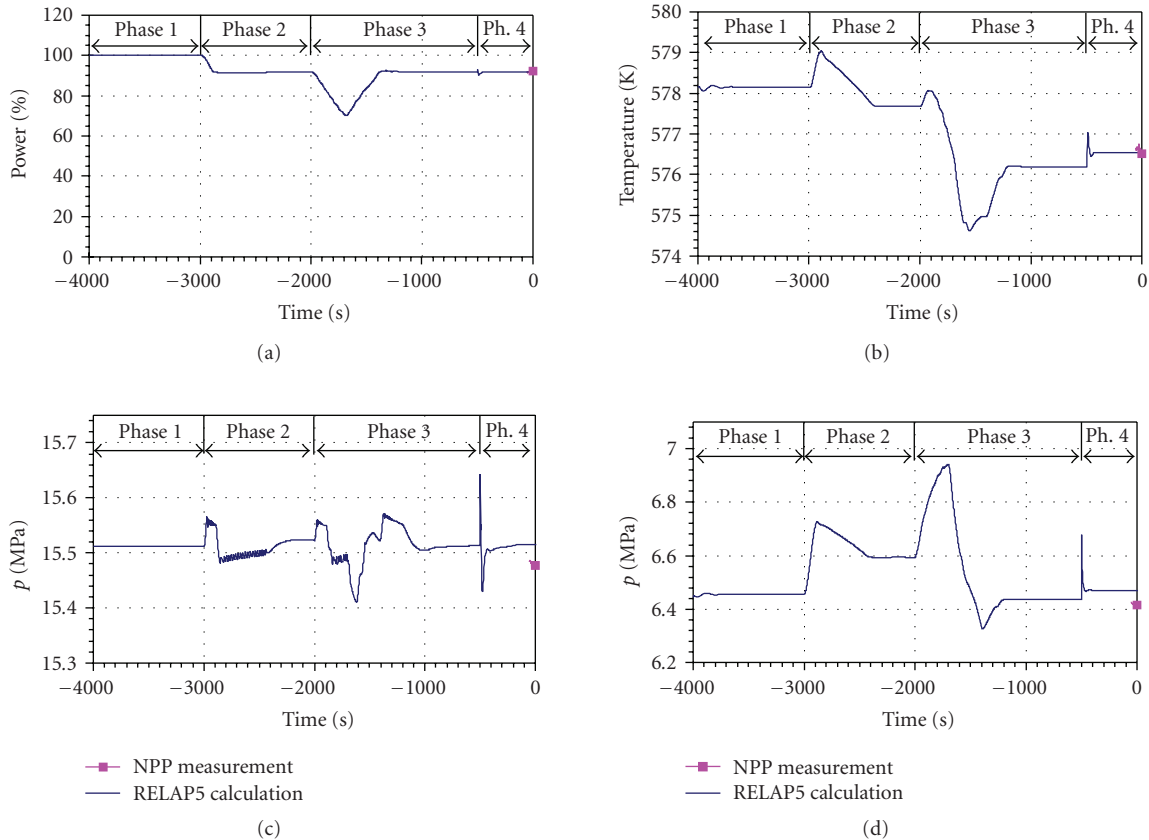 Phase 1 Phase 2 Phase 3 Ph. 4
100
80
60
40
20
0
Power (%)
−4000 −3000 −2000 −1000 0
Time (s)
(a)
Phase 1 Phase 2 Phase 3 Ph. 4
580
579
578
577
576
575
574
Temperature (K)
−4000 −3000 −2000 −1000 0
Time (s)
(b)
Phase 1 Phase 2 Phase 3 Ph. 4
15.7
15.6
15.5
15.4
15.3
p (MPa)
−4000 −3000 −2000 −1000 0
Time (s)
NPP measurement
RELAP5 calculation
(c)
Phase 1 Phase 2 Phase 3 Ph. 4
7
6.8
6.6
6.4
6.2
p (MPa)
−4000 −3000 −2000 −1000 0
Time (s)
NPP measurement
RELAP5 calculation
(d)